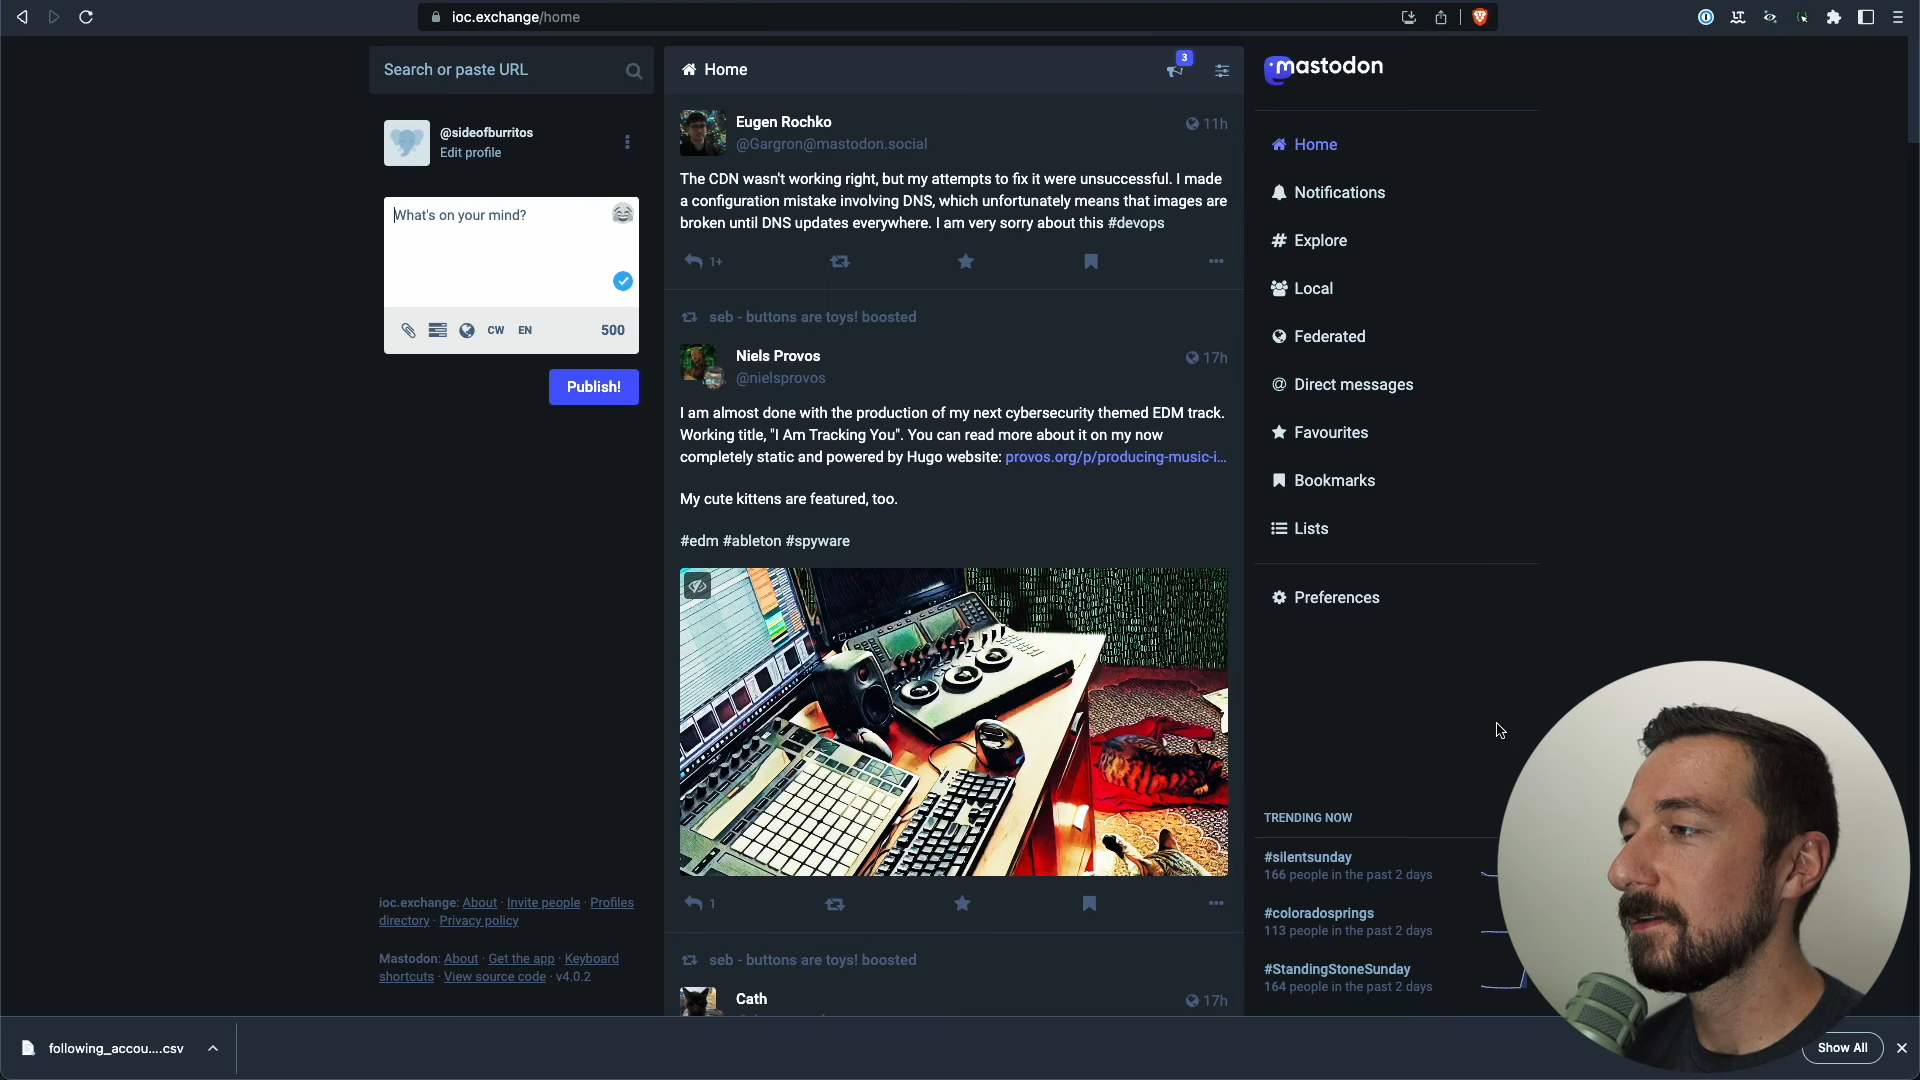 ioc.exchange/home
Search or paste URL
@sideofburritos
Edit profile
What's on your mind?
CW EN 500
Publish!
ioc.exchange: About · Invite people · Profiles
directory · Privacy policy
Mastodon: About · Get the app · Keyboard
shortcuts · View source code · v4.0.2
Home
3
Eugen Rochko
11h
@Gargron@mastodon.social
The CDN wasn't working right, but my attempts to fix it were unsuccessful. I made
a configuration mistake involving DNS, which unfortunately means that images are
broken until DNS updates everywhere. I am very sorry about this #devops
1+
seb - buttons are toys! boosted
Niels Provos
17h
@nielsprovos
I am almost done with the production of my next cybersecurity themed EDM track.
Working title, "I Am Tracking You". You can read more about it on my now
completely static and powered by Hugo website: provos.org/p/producing-music-i...
My cute kittens are featured, too.
#edm #ableton #spyware
1
seb - buttons are toys! boosted
Cath
17h
mastodon
Home
Notifications
Explore
Local
Federated
Direct messages
Favourites
Bookmarks
Lists
Preferences
TRENDING NOW
#silentsunday
166 people in the past 2 days
#coloradosprings
113 people in the past 2 days
#StandingStoneSunday
164 people in the past 2 days
following_accou....csv
Show All